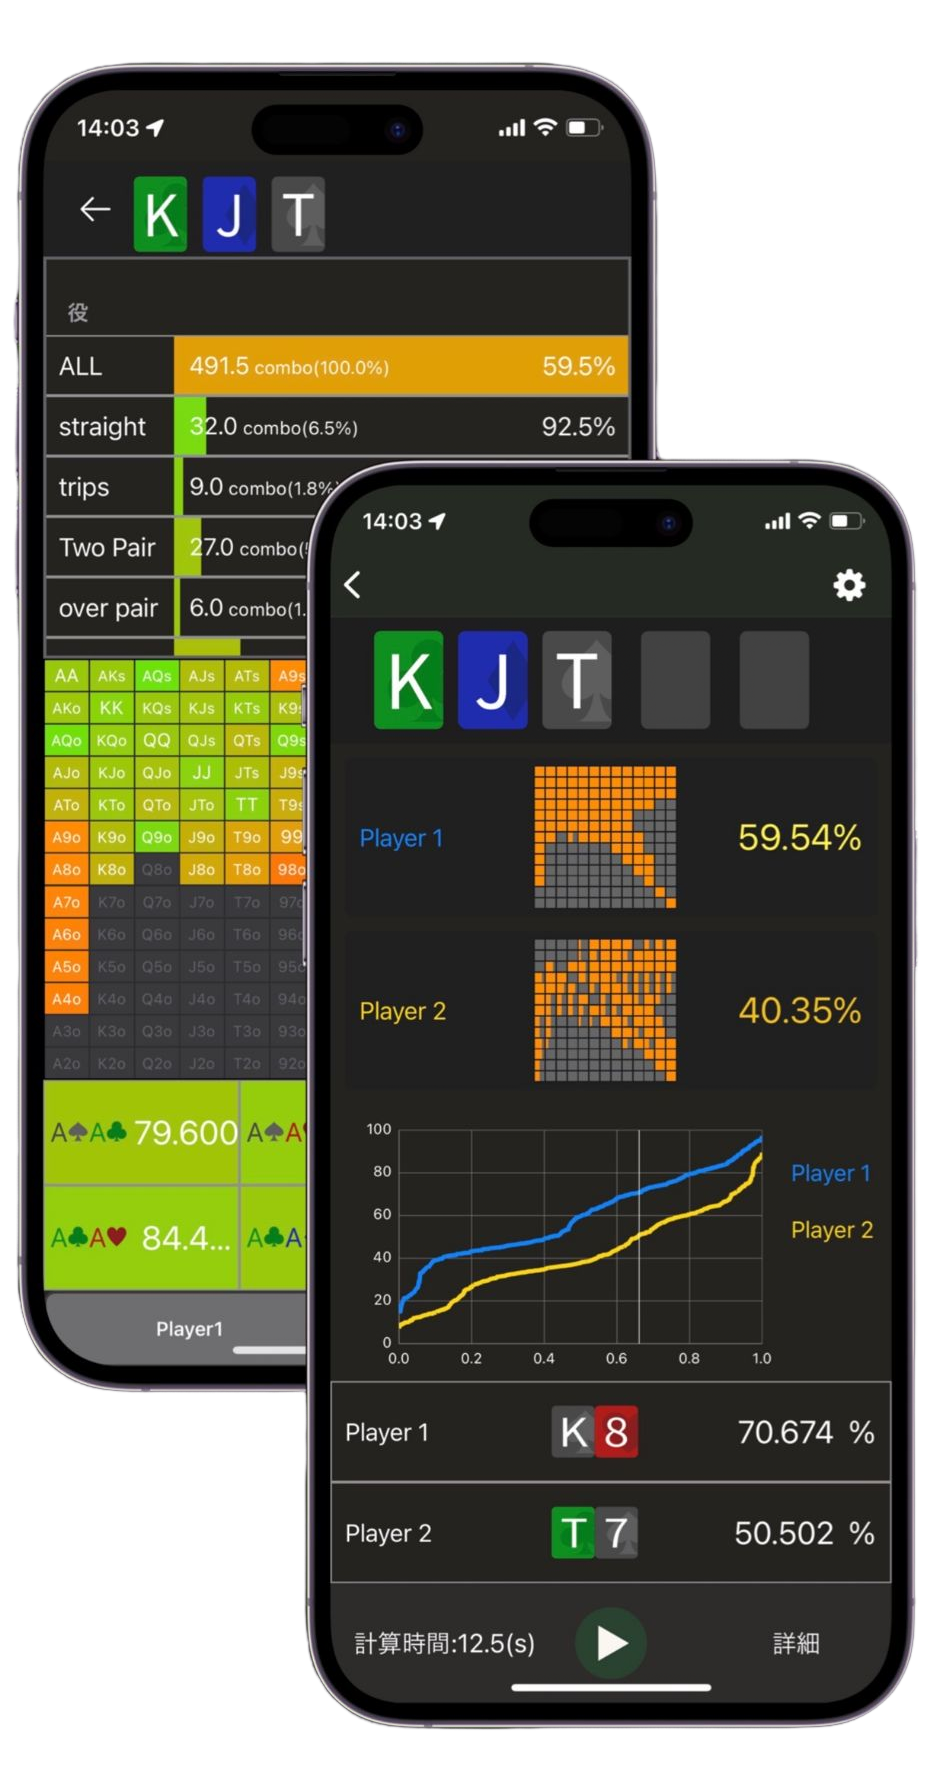 14:03
K J T
役
ALL 491.5 combo(100.0%) 59.5%
straight 32.0 combo(6.5%) 92.5%
trips 9.0 combo(1.8%
Two Pair 27.0 combo(
over pair 6.0 combo(1.
AA AKs AQs AJs ATs A9s
AKo KK KQs KJs KTs K9
AQo KQo QQ QJs QTs Q9s
AJo KJo QJo JJ JTs J9s
ATo KTo QTo JTo TT T9s
A9o K9o Q9o J9o T9o 99
A8o K8o Q8o J8o T8o 98o
A7o K7o Q7o J7o T7o 97o
A6o K6o Q6o J6o T6o 96o
A5o K5o Q5o J5o T5o 95o
A4o K4o Q4o J4o T4o 94o
A3o K3o Q3o J3o T3o 93o
A2o K2o Q2o J2o T2o 92o
A♠A♣ 79.600 A♠A
A♣A♥ 84.4... A♣A
Player1
14:03
K J T
Player 1 59.54%
Player 2 40.35%
100
80
60
40
20
0
0.0 0.2 0.4 0.6 0.8 1.0
Player 1
Player 2
Player 1 K 8 70.674 %
Player 2 T 7 50.502 %
計算時間:12.5(s) 詳細